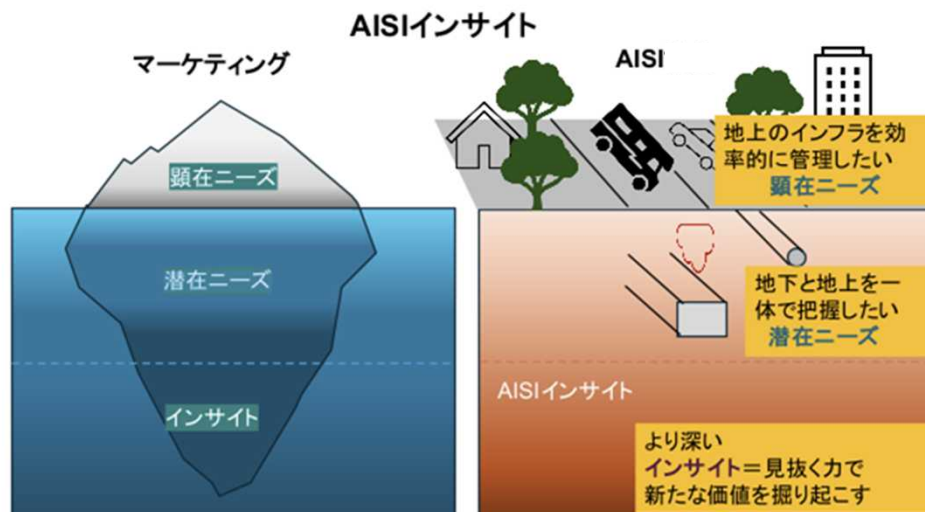 AISIインサイト
マーケティング
顕在ニーズ
潜在ニーズ
インサイト
AISI
地上のインフラを効
率的に管理したい
顕在ニーズ
地下と地上を一
体で把握したい
潜在ニーズ
AISIインサイト
より深い
インサイト＝見抜く力で
新たな価値を掘り起こす